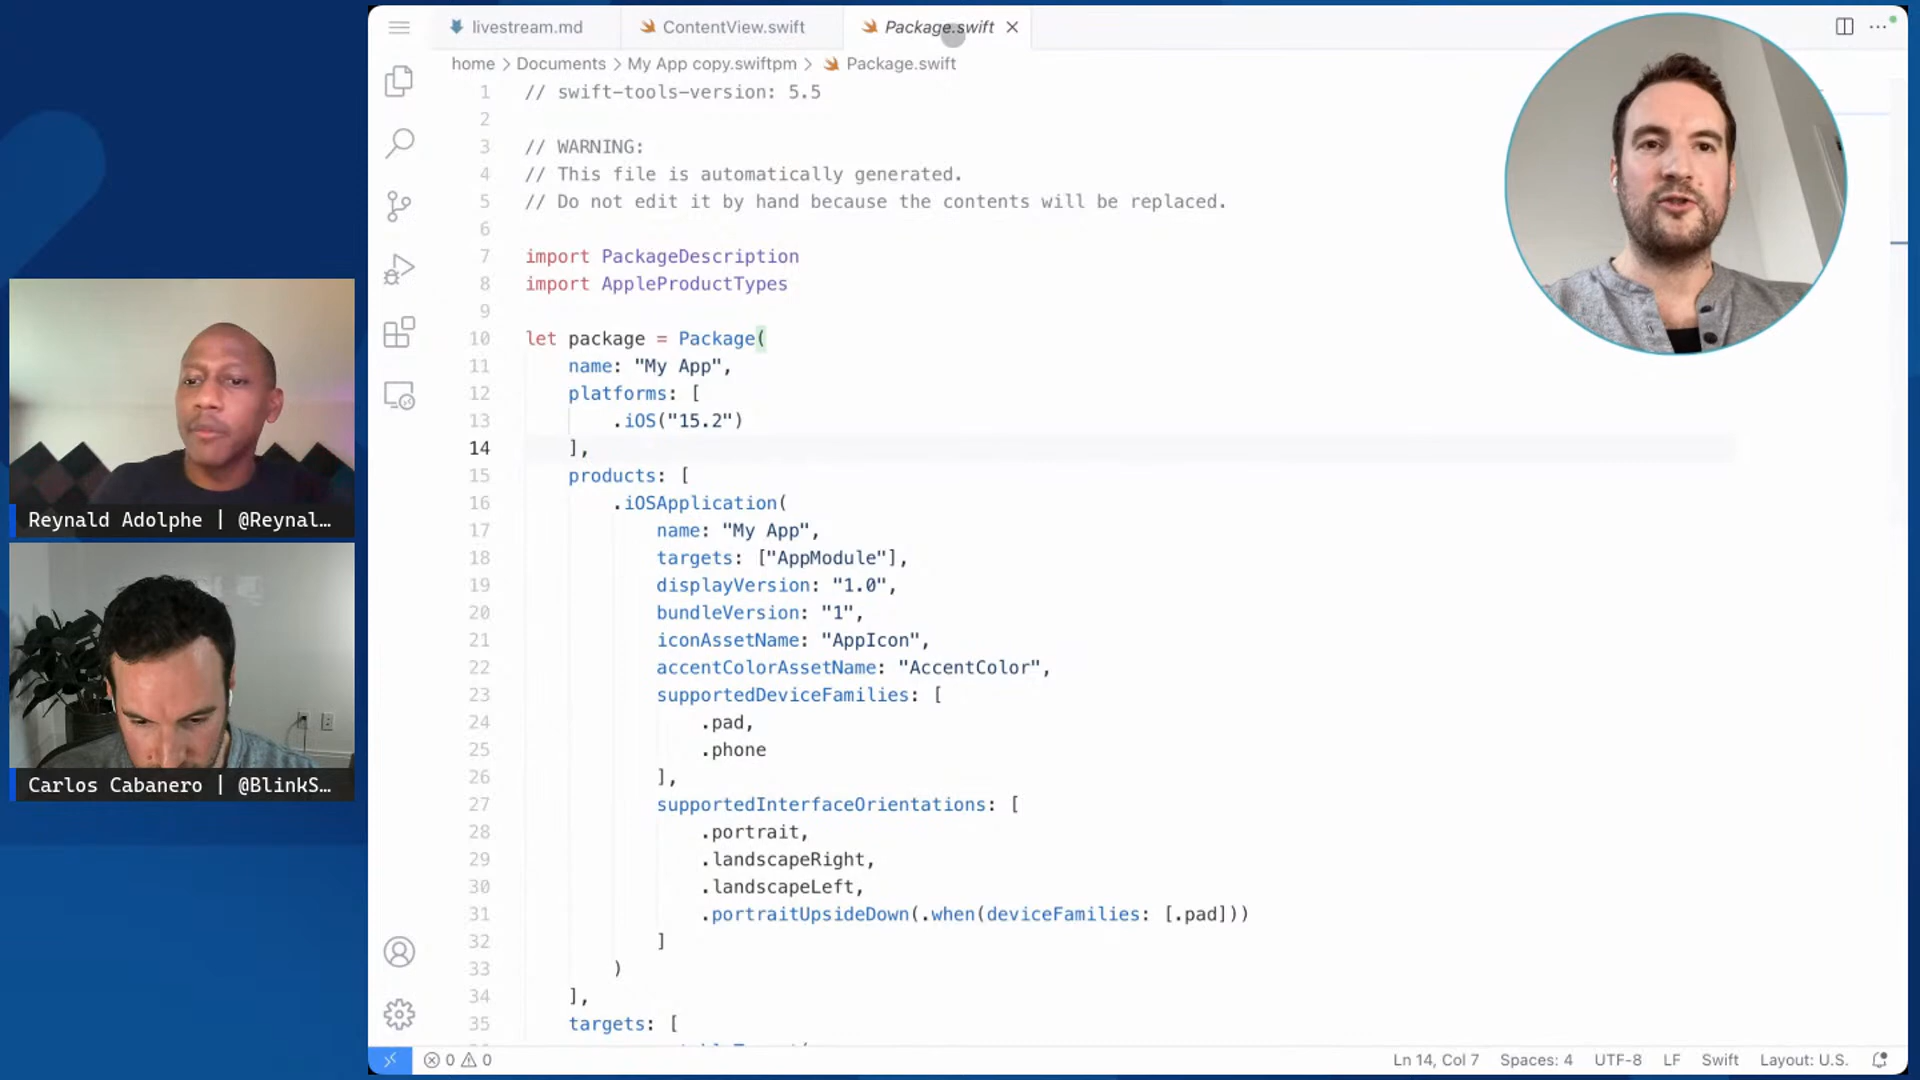 livestream.md
ContentView.swift
Package.swift
home > Documents > My App copy.swiftpm > Package.swift
1 // swift-tools-version: 5.5
2
3 // WARNING:
4 // This file is automatically generated.
5 // Do not edit it by hand because the contents will be replaced.
6
7 import PackageDescription
8 import AppleProductTypes
9
10 let package = Package(
11 name: "My App",
12 platforms: [
13 .iOS("15.2")
14 ],
15 products: [
16 .iOSApplication(
17 name: "My App",
18 targets: ["AppModule"],
19 displayVersion: "1.0",
20 bundleVersion: "1",
21 iconAssetName: "AppIcon",
22 accentColorAssetName: "AccentColor",
23 supportedDeviceFamilies: [
24 .pad,
25 .phone
26 ],
27 supportedInterfaceOrientations: [
28 .portrait,
29 .landscapeRight,
30 .landscapeLeft,
31 .portraitUpsideDown(.when(deviceFamilies: [.pad]))
32 ]
33 )
34 ],
35 targets: [
Reynald Adolphe | @Reynal…
Carlos Cabanero | @BlinkS…
0 0
Ln 14, Col 7 Spaces: 4 UTF-8 LF Swift Layout: U.S.